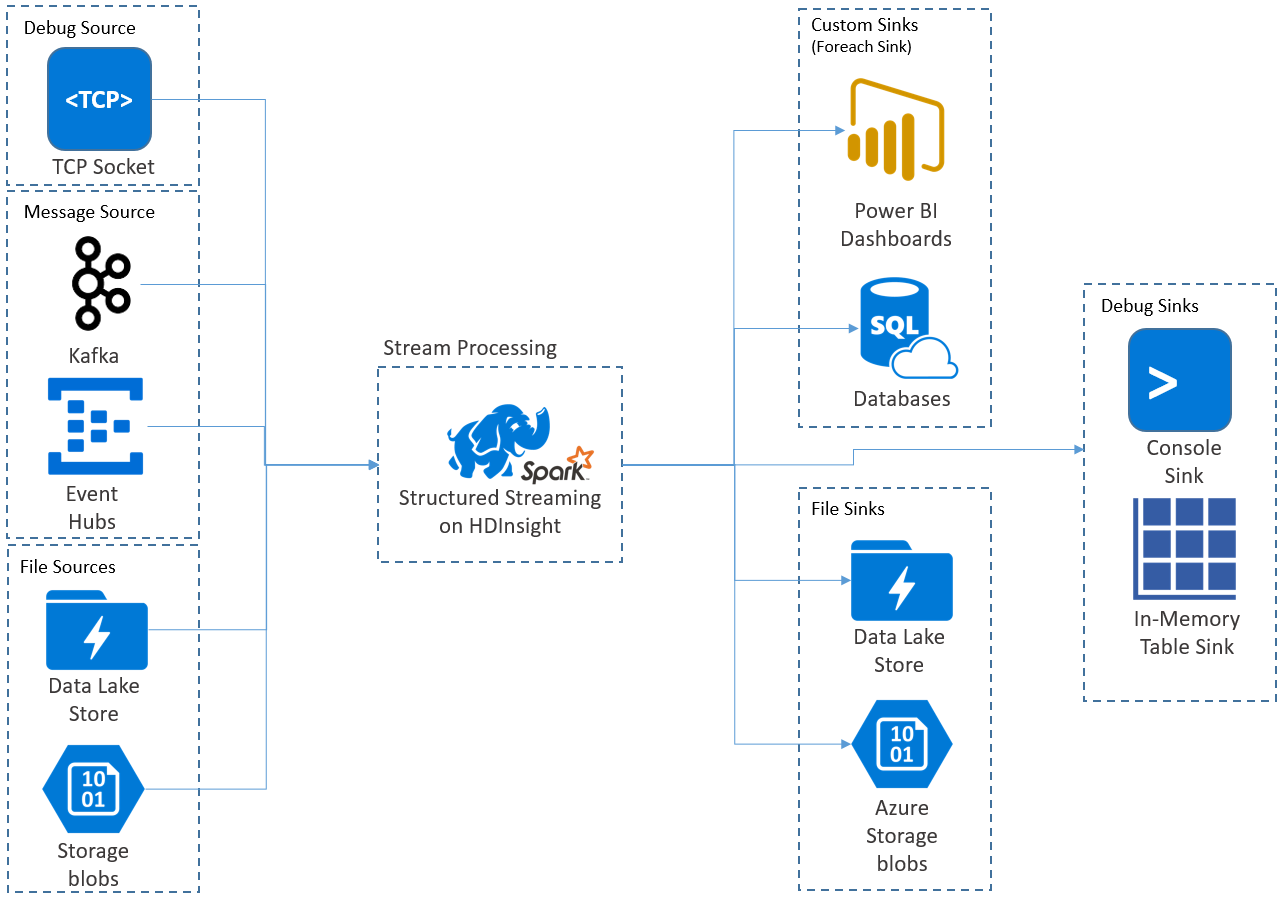 Debug Source
<TCP>
TCP Socket
Message Source
Kafka
Event
Hubs
File Sources
Data Lake
Store
10
01
Storage
blobs
Stream Processing
Spark
Structured Streaming
on HDInsight
Custom Sinks
(Foreach Sink)
Power BI
Dashboards
SQL
Databases
File Sinks
Data Lake
Store
10
01
Azure
Storage
blobs
Debug Sinks
>
Console
Sink
In-Memory
Table Sink